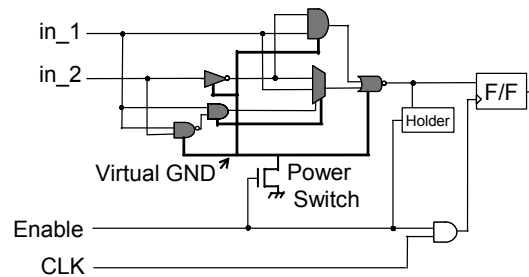 in_1
in_2
F/F
Holder
Virtual GND
Power
Switch
Enable
CLK